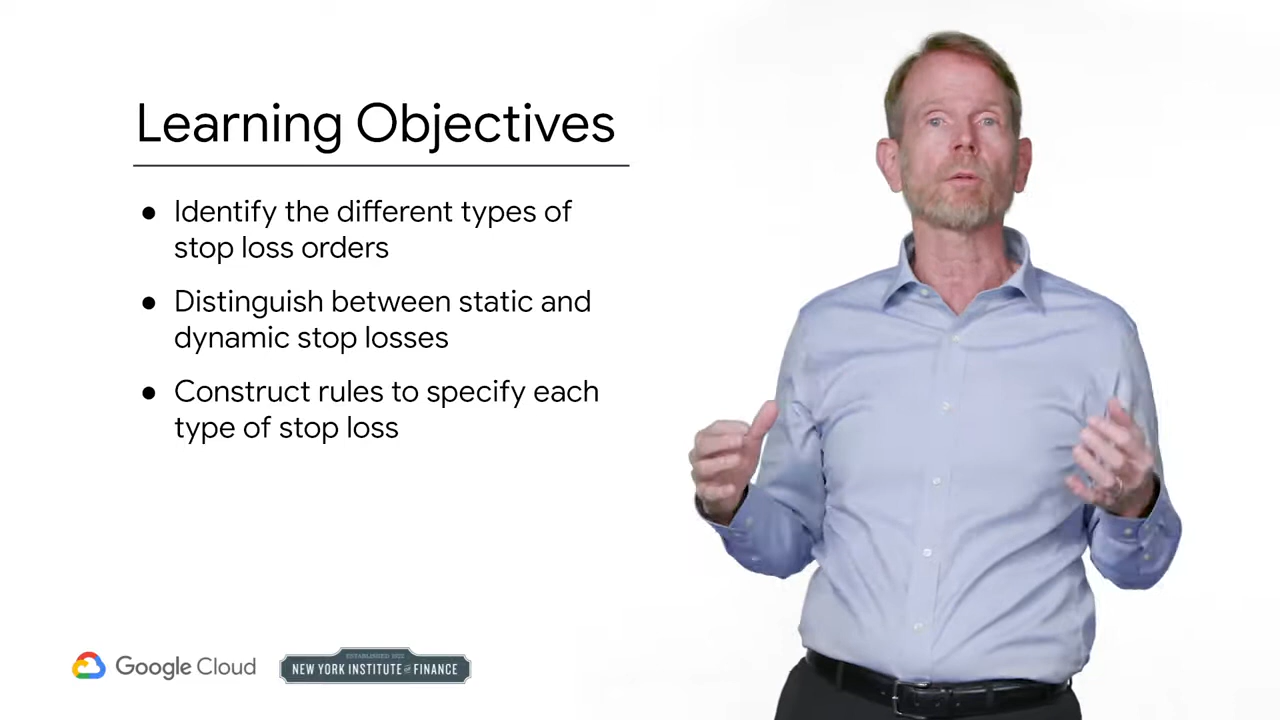 Learning Objectives
● Identify the different types of
stop loss orders
● Distinguish between static and
dynamic stop losses
● Construct rules to specify each
type of stop loss
Google Cloud
NEW YORK INSTITUTE OF FINANCE